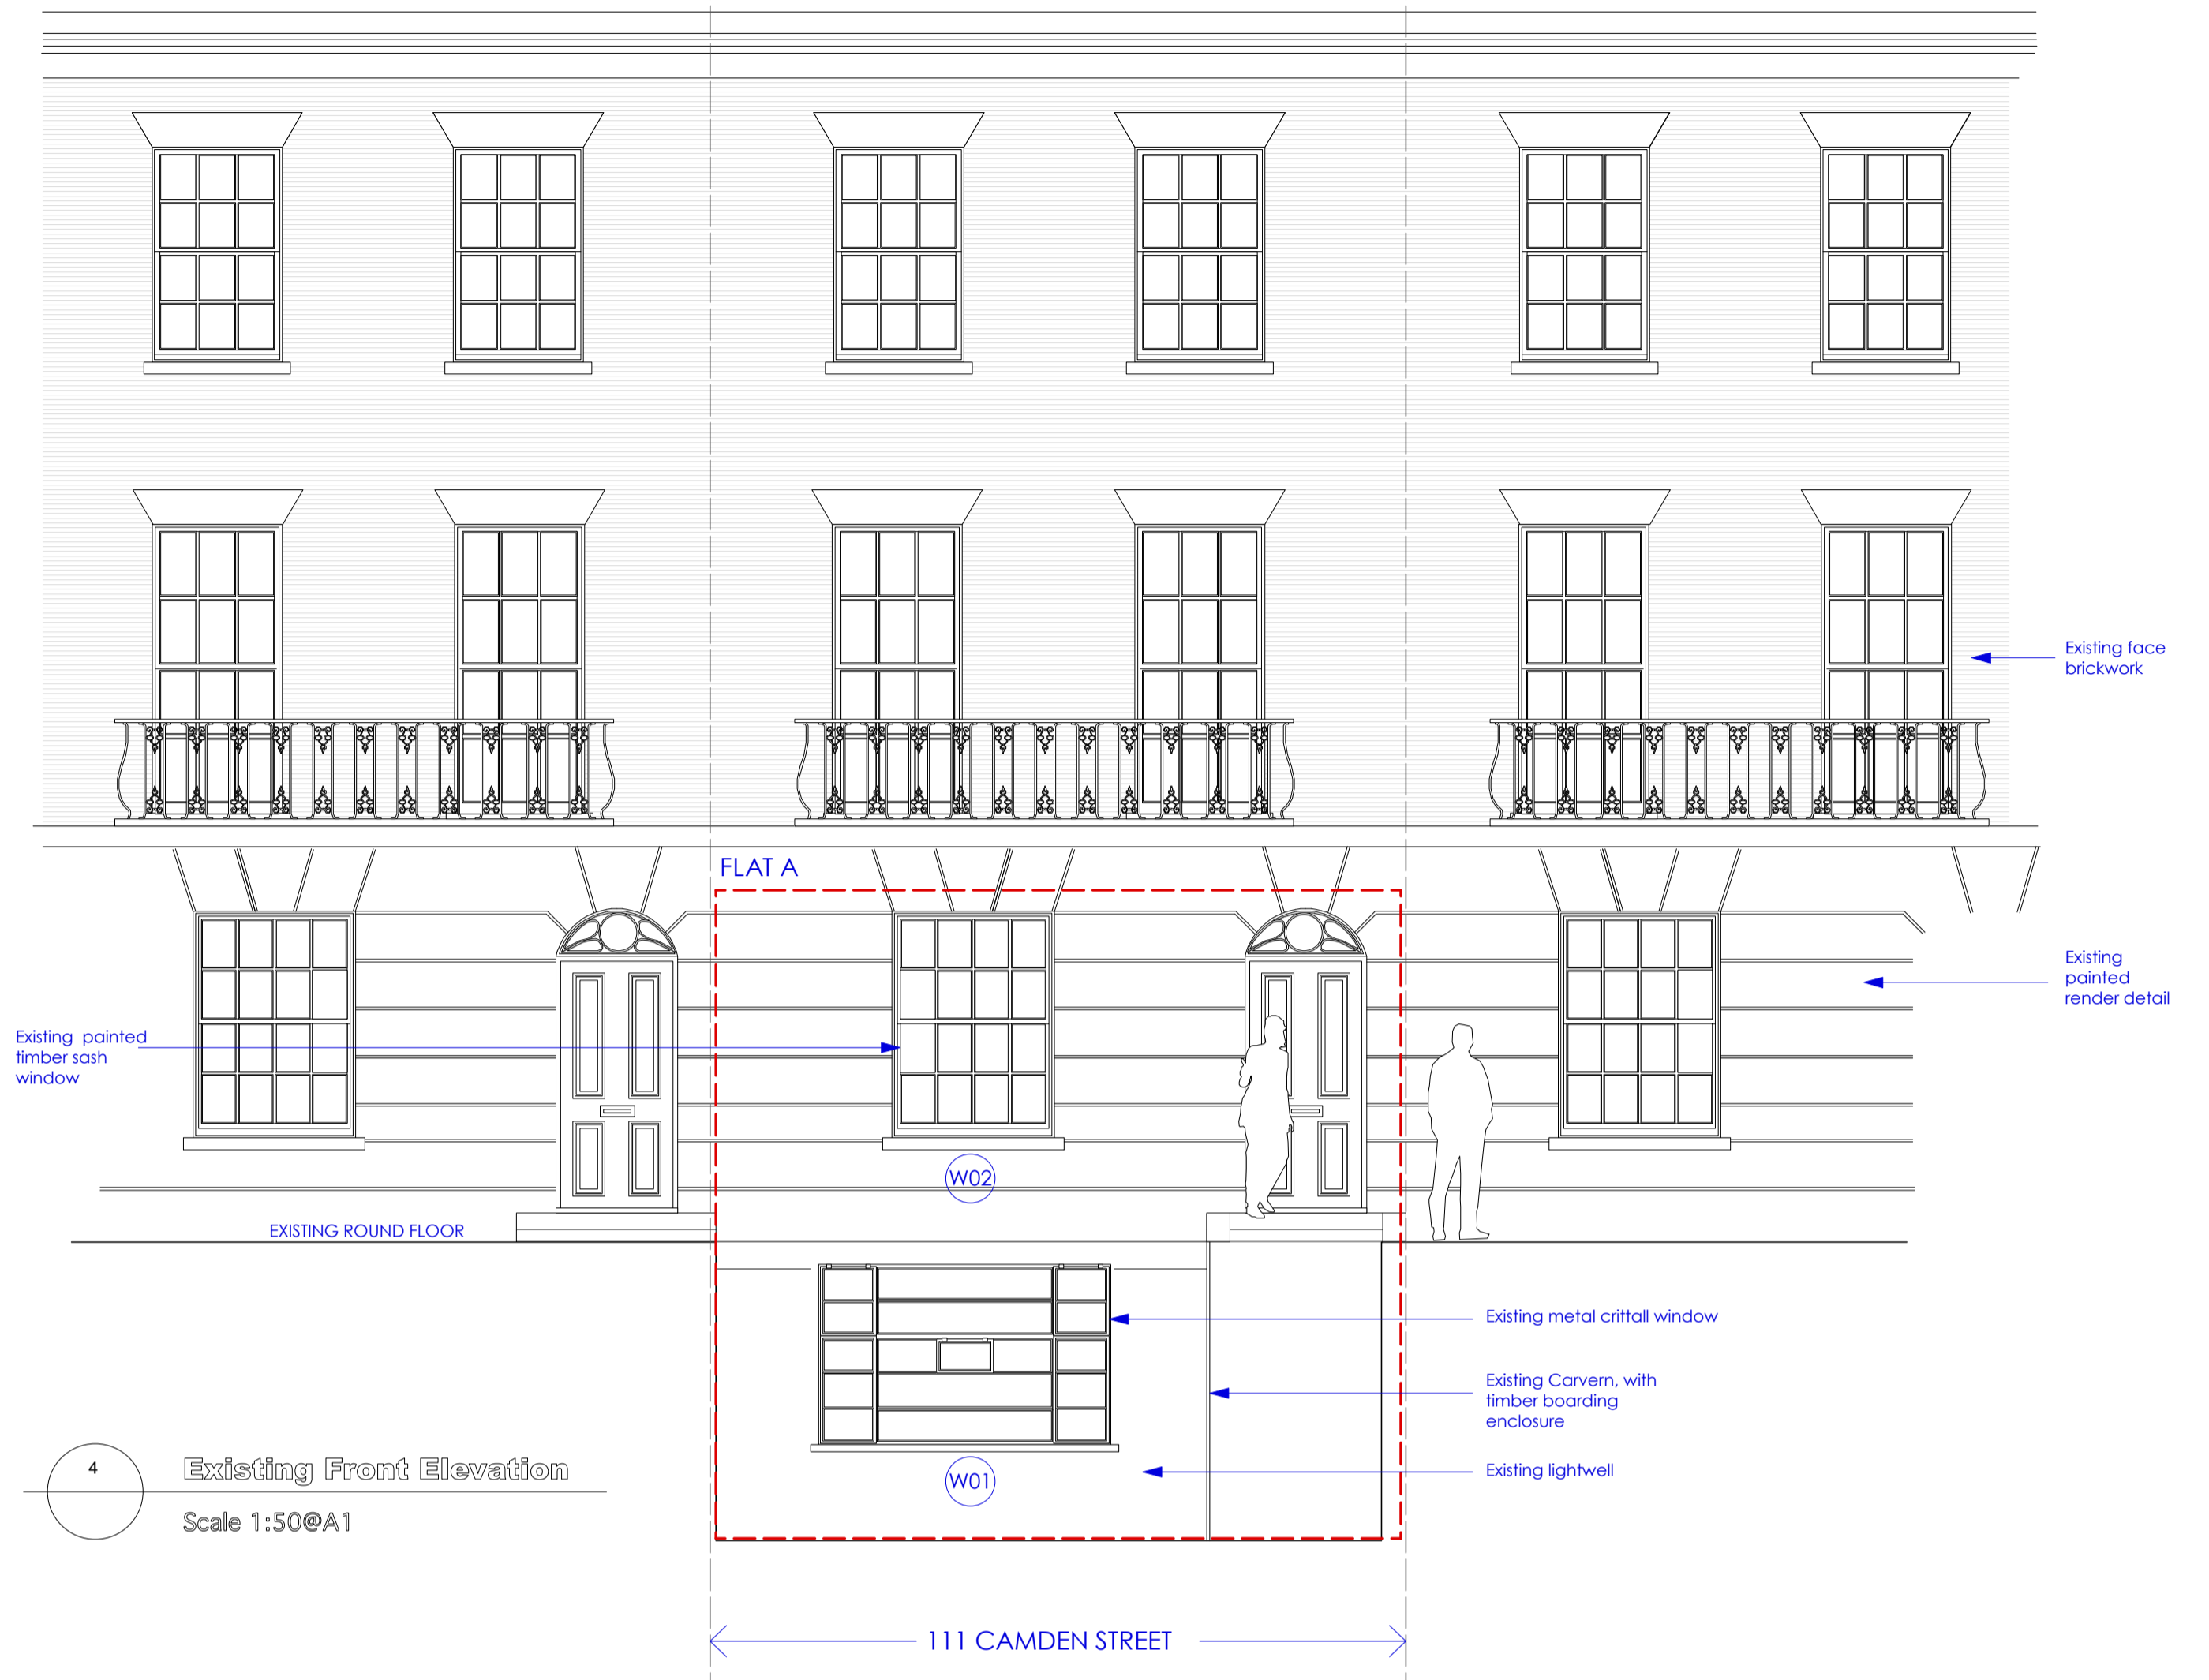 Existing face
brickwork
FLAT A
Existing
painted
render detail
Existing painted
timber sash
window
W02
EXISTING ROUND FLOOR
Existing metal crittall window
Existing Carvern, with
timber boarding
enclosure
Existing lightwell
W01
4
Existing Front Elevation
Scale 1:50@A1
111 CAMDEN STREET